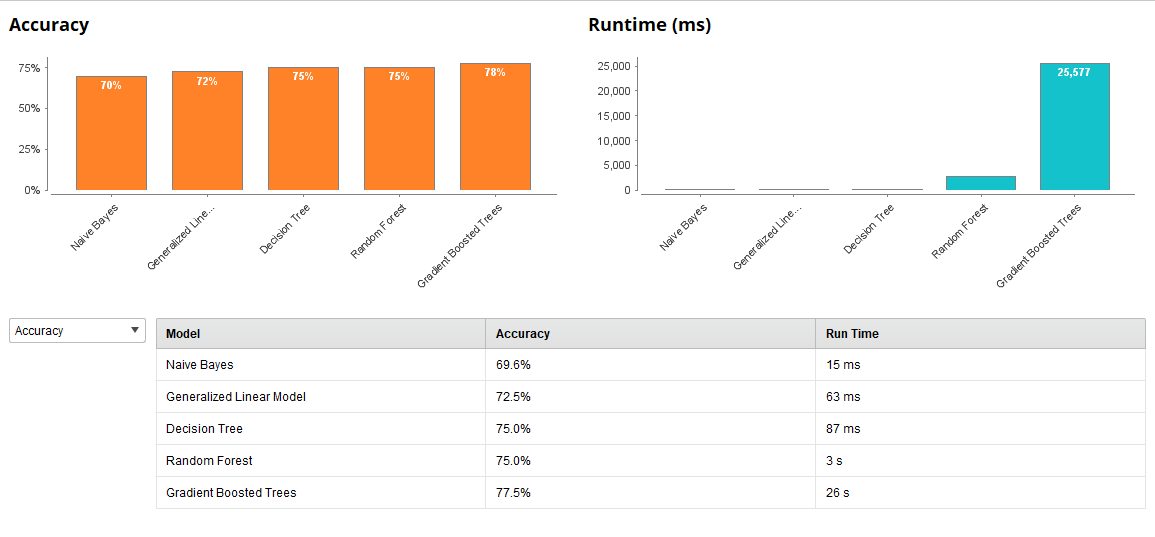 Accuracy
75%
50%
25%
0%
70%
72%
75%
75%
78%
Naive Bayes
Generalized Line...
Decision Tree
Random Forest
Gradient Boosted Trees
Runtime (ms)
25,000
20,000
15,000
10,000
5,000
0
25,577
Naive Bayes
Generalized Line...
Decision Tree
Random Forest
Gradient Boosted Trees
Accuracy
Model Accuracy Run Time
Naive Bayes 69.6% 15 ms
Generalized Linear Model 72.5% 63 ms
Decision Tree 75.0% 87 ms
Random Forest 75.0% 3 s
Gradient Boosted Trees 77.5% 26 s